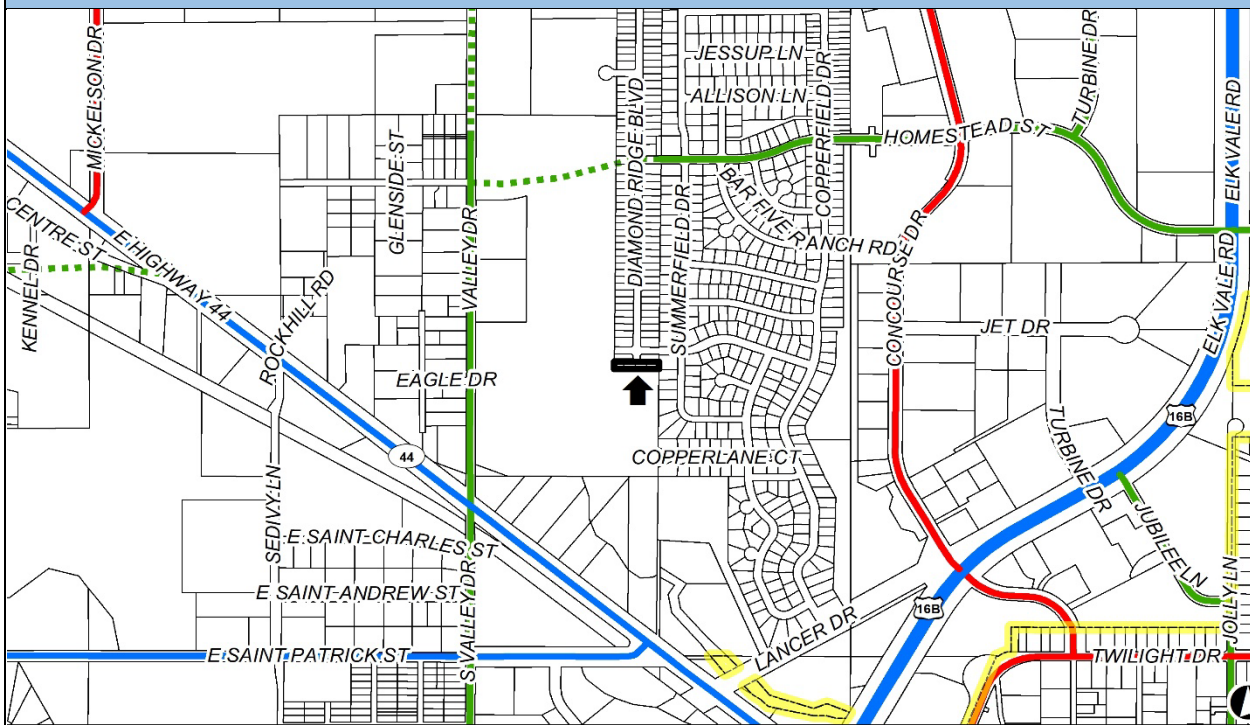 MICKELSON DR
JESSUP LN
ALLISON LN
COPPERFIELD DR
TURBINE DR
ELK VALE RD
HOMESTEAD ST
DIAMOND RIDGE BLVD
GLENSIDE ST
VALLEY DR
SUMMERFIELD DR
BAR FIVE RANCH RD
CONCOURSE DR
CENTRE ST
KENNEL DR
E HIGHWAY 44
ROCKHILL RD
ELK VALE RD
JET DR
EAGLE DR
16B
44
COPPERLANE CT
TURBINE DR
JUBILEE LN
SEDIVY LN
E SAINT CHARLES ST
E SAINT ANDREW ST
S VALLEY DR
16B
LANCER DR
JOLLY LN
E SAINT PATRICK ST
TWILIGHT DR